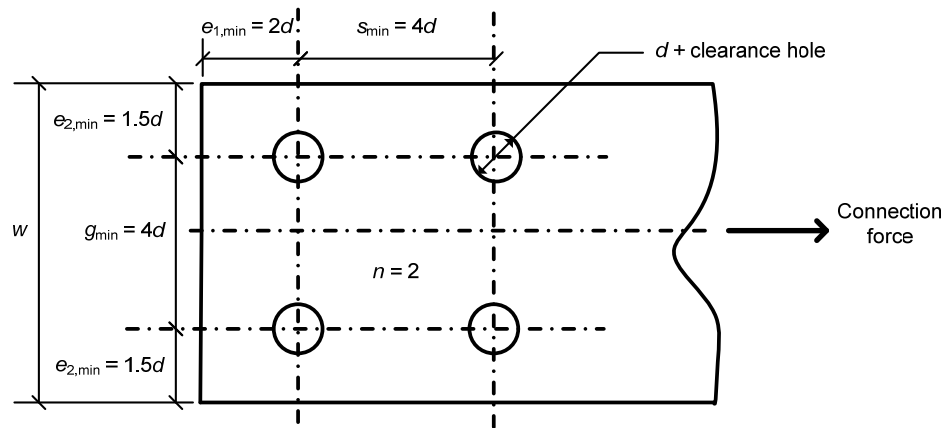 e1,min = 2d
smin = 4d
d + clearance hole
e2,min = 1.5d
w
gmin = 4d
n = 2
Connection
force
e2,min = 1.5d